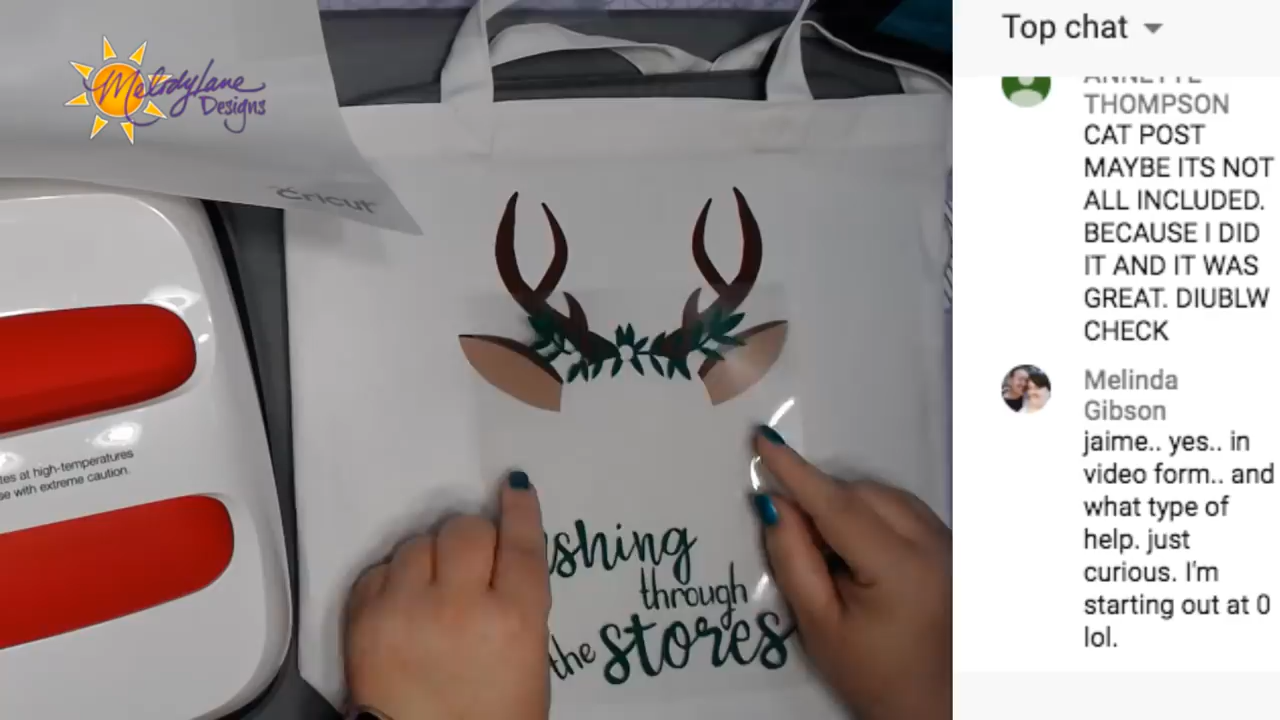 MelodyLane
Designs
cricut
tes at high-temperatures
se with extreme caution.
shing
through
the stores
Top chat
ANNETTE
THOMPSON
CAT POST
MAYBE ITS NOT
ALL INCLUDED.
BECAUSE I DID
IT AND IT WAS
GREAT. DIUBLW
CHECK
Melinda
Gibson
jaime.. yes.. in
video form.. and
what type of
help. just
curious. I'm
starting out at 0
lol.